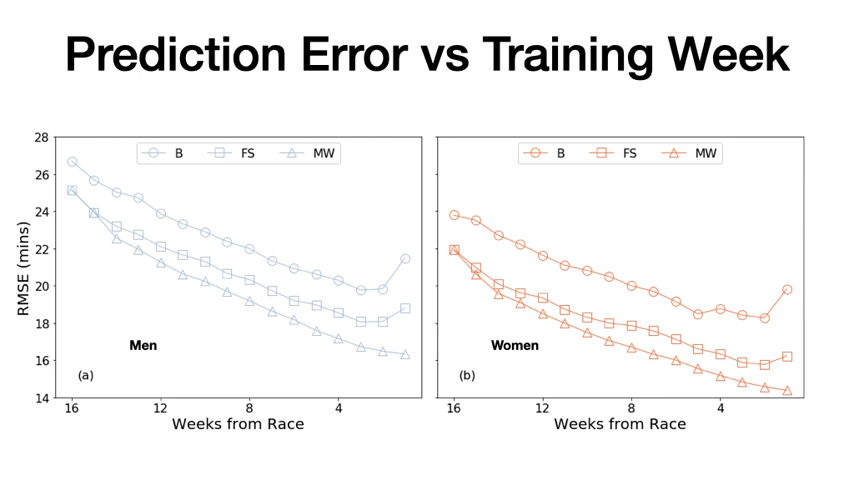 Prediction Error vs Training Week
28
26
24
22
20
18
16
14
RMSE (mins)
B FS MW
Men
(a)
16 12 8 4
Weeks from Race
B FS MW
Women
(b)
16 12 8 4
Weeks from Race